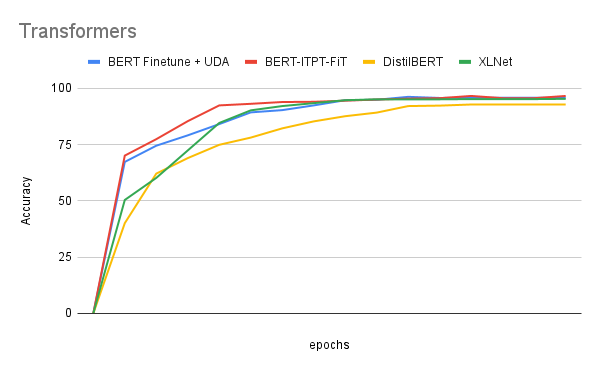 Transformers
BERT Finetune + UDA BERT-ITPT-FiT DistilBERT XLNet
100
75
50
25
0
Accuracy
epochs